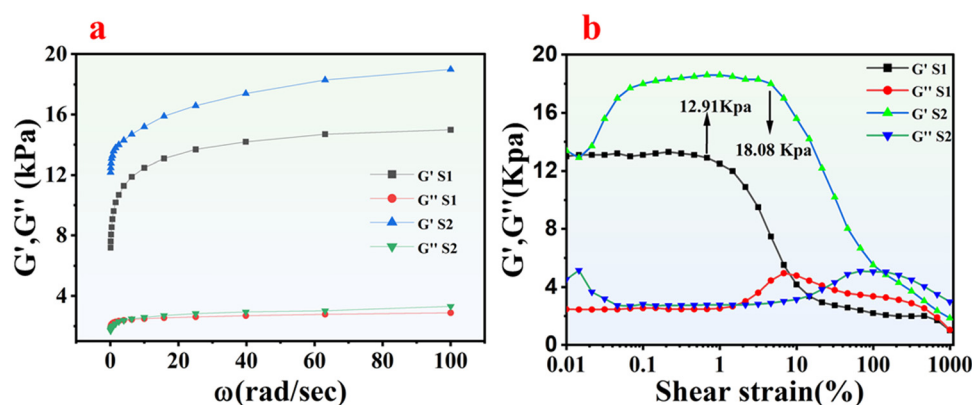 a
G',G'' (kPa)
20
16
12
8
4
G' S1
G'' S1
G' S2
G'' S2
0 20 40 60 80 100
ω(rad/sec)
b
G',G''(Kpa)
20
16
12
8
4
0
G' S1
G'' S1
G' S2
G'' S2
12.91Kpa
18.08 Kpa
0.01 0.1 1 10 100 1000
Shear strain(%)